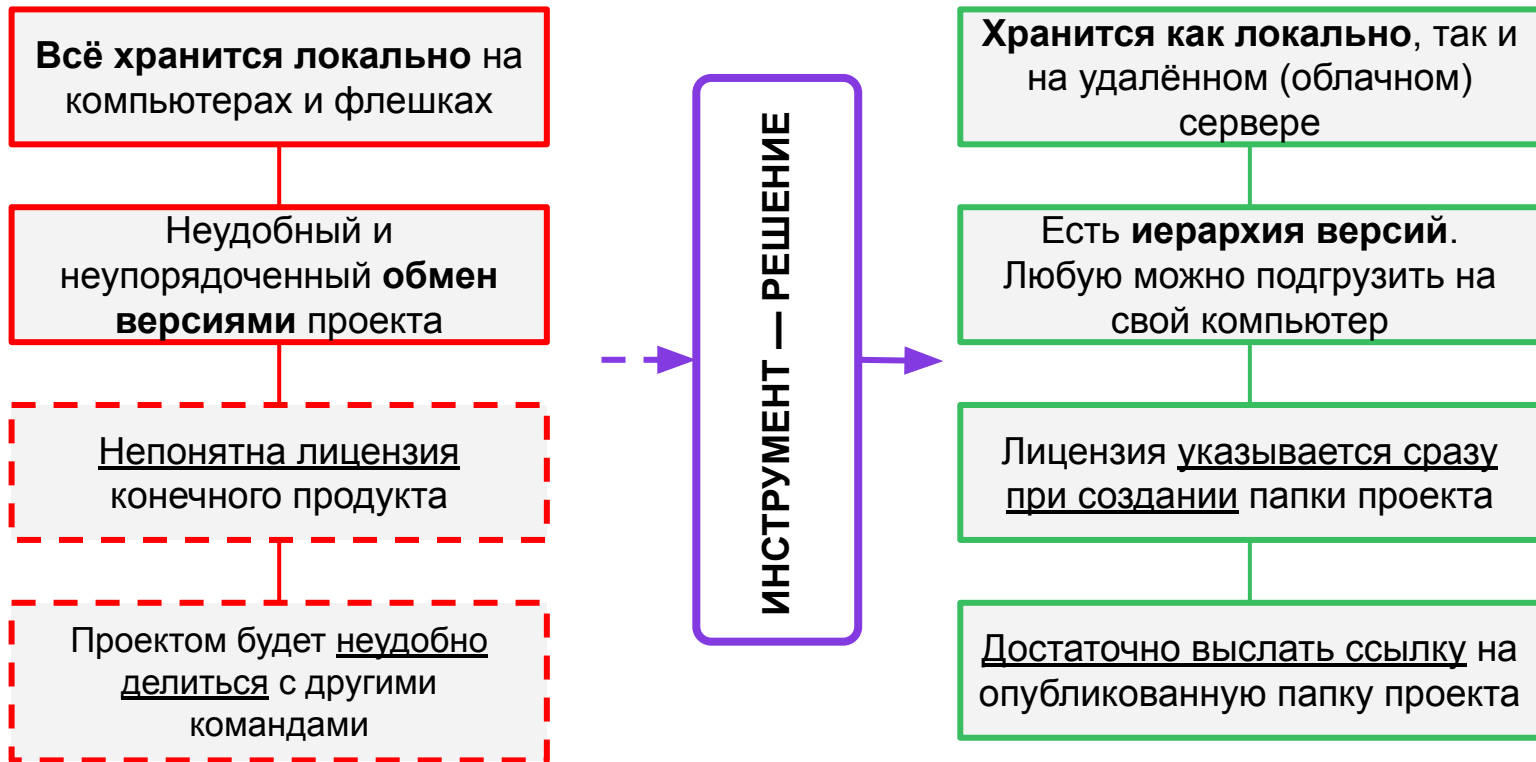 Всё хранится локально на
компьютерах и флешках
Неудобный и
неупорядоченный обмен
версиями проекта
Непонятна лицензия
конечного продукта
Проектом будет неудобно
делиться с другими
командами
ИНСТРУМЕНТ — РЕШЕНИЕ
Хранится как локально, так и
на удалённом (облачном)
сервере
Есть иерархия версий.
Любую можно подгрузить на
свой компьютер
Лицензия указывается сразу
при создании папки проекта
Достаточно выслать ссылку на
опубликованную папку проекта